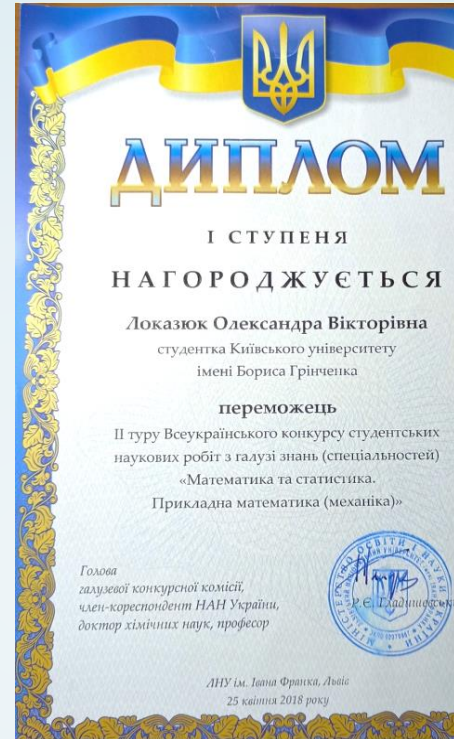 ДИПЛОМ
І СТУПЕНЯ
НАГОРОДЖУЄТЬСЯ
Локазюк Олександра Вікторівна
студентка Київського університету
імені Бориса Грінченка
переможець
ІІ туру Всеукраїнського конкурсу студентських
наукових робіт з галузі знань (спеціальностей)
«Математика та статистика.
Прикладна математика (механіка)»
Голова
галузевої конкурсної комісії,
член-кореспондент НАН України,
доктор хімічних наук, професор
ЛНУ ім. Івана Франка, Львів
25 квітня 2018 року